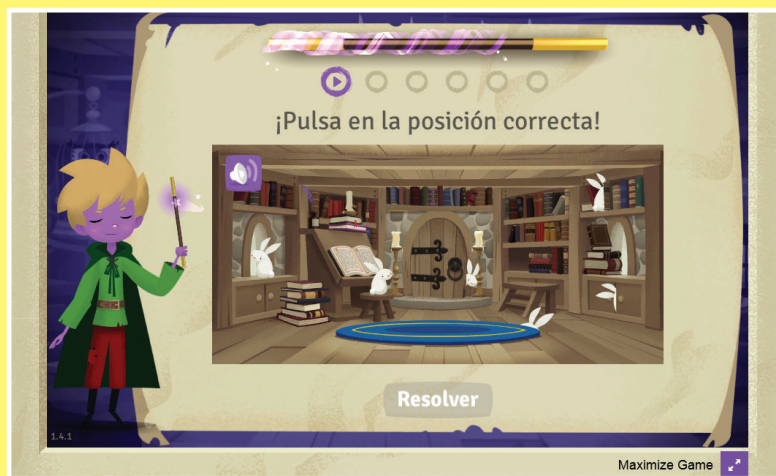 ¡Pulsa en la posición correcta!
Resolver
1.4.1
Maximize Game